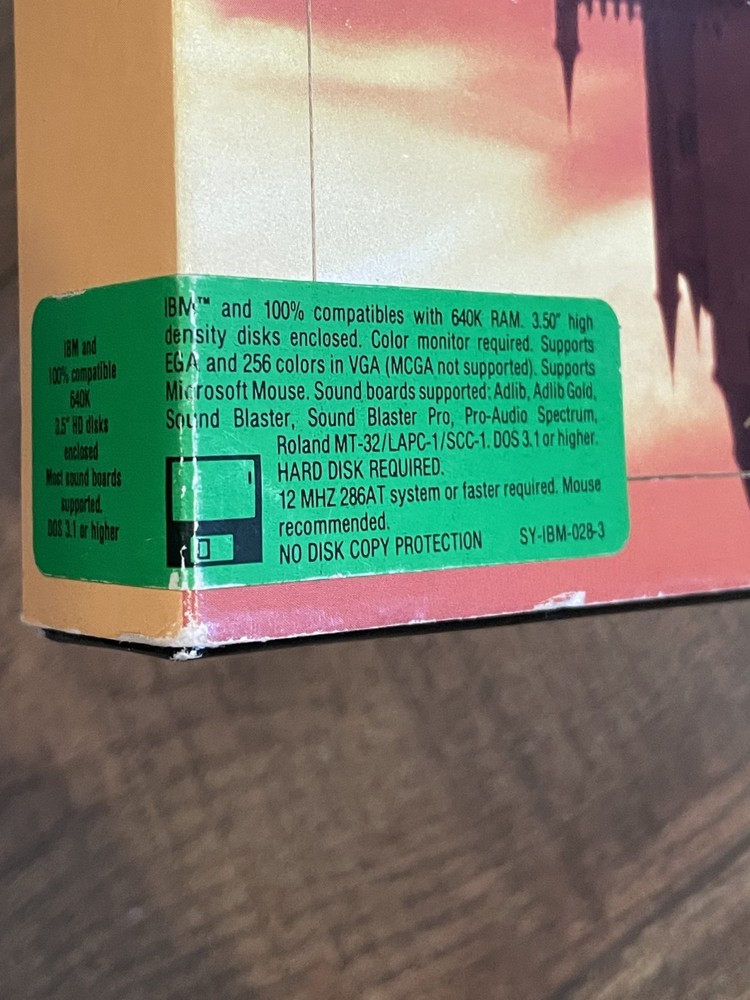 IBM and
100% compatible
640K
3.5" HD disks
enclosed
Most sound boards
supported.
DOS 3.1 or higher
IBM™ and 100% compatibles with 640K RAM. 3.50" high
density disks enclosed. Color monitor required. Supports
EGA and 256 colors in VGA (MCGA not supported). Supports
Microsoft Mouse. Sound boards supported: Adlib, Adlib Gold,
Sound Blaster, Sound Blaster Pro, Pro-Audio Spectrum,
Roland MT-32/LAPC-1/SCC-1. DOS 3.1 or higher.
HARD DISK REQUIRED.
12 MHZ 286AT system or faster required. Mouse
recommended.
NO DISK COPY PROTECTION SY-IBM-028-3